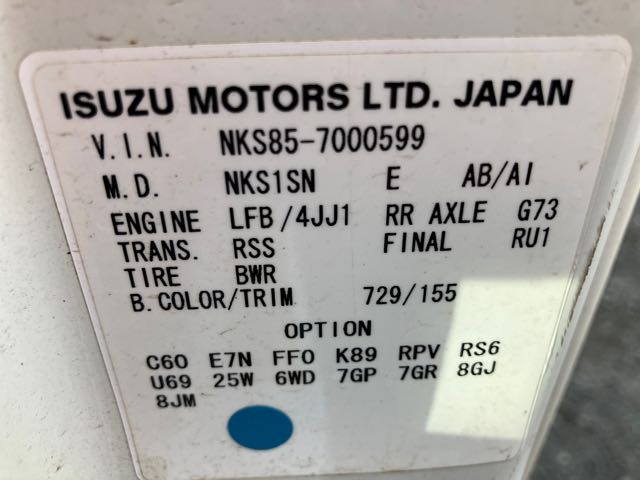 ISUZU MOTORS LTD. JAPAN
V.I.N. NKS85-7000599
M.D. NKS1SN E AB/AI
ENGINE LFB/4JJ1 RR AXLE G73
TRANS. RSS FINAL RU1
TIRE BWR
B.COLOR/TRIM 729/155
OPTION
C60 E7N FF0 K89 RPV RS6
U69 25W 6WD 7GP 7GR 8GJ
8JM